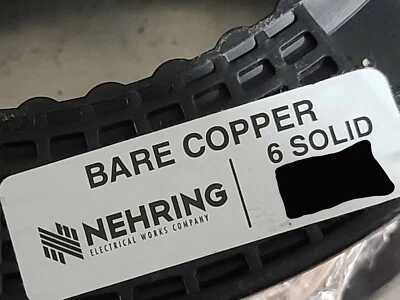 BARE COPPER
6 SOLID
NEHRING
ELECTRICAL WORKS COMPANY